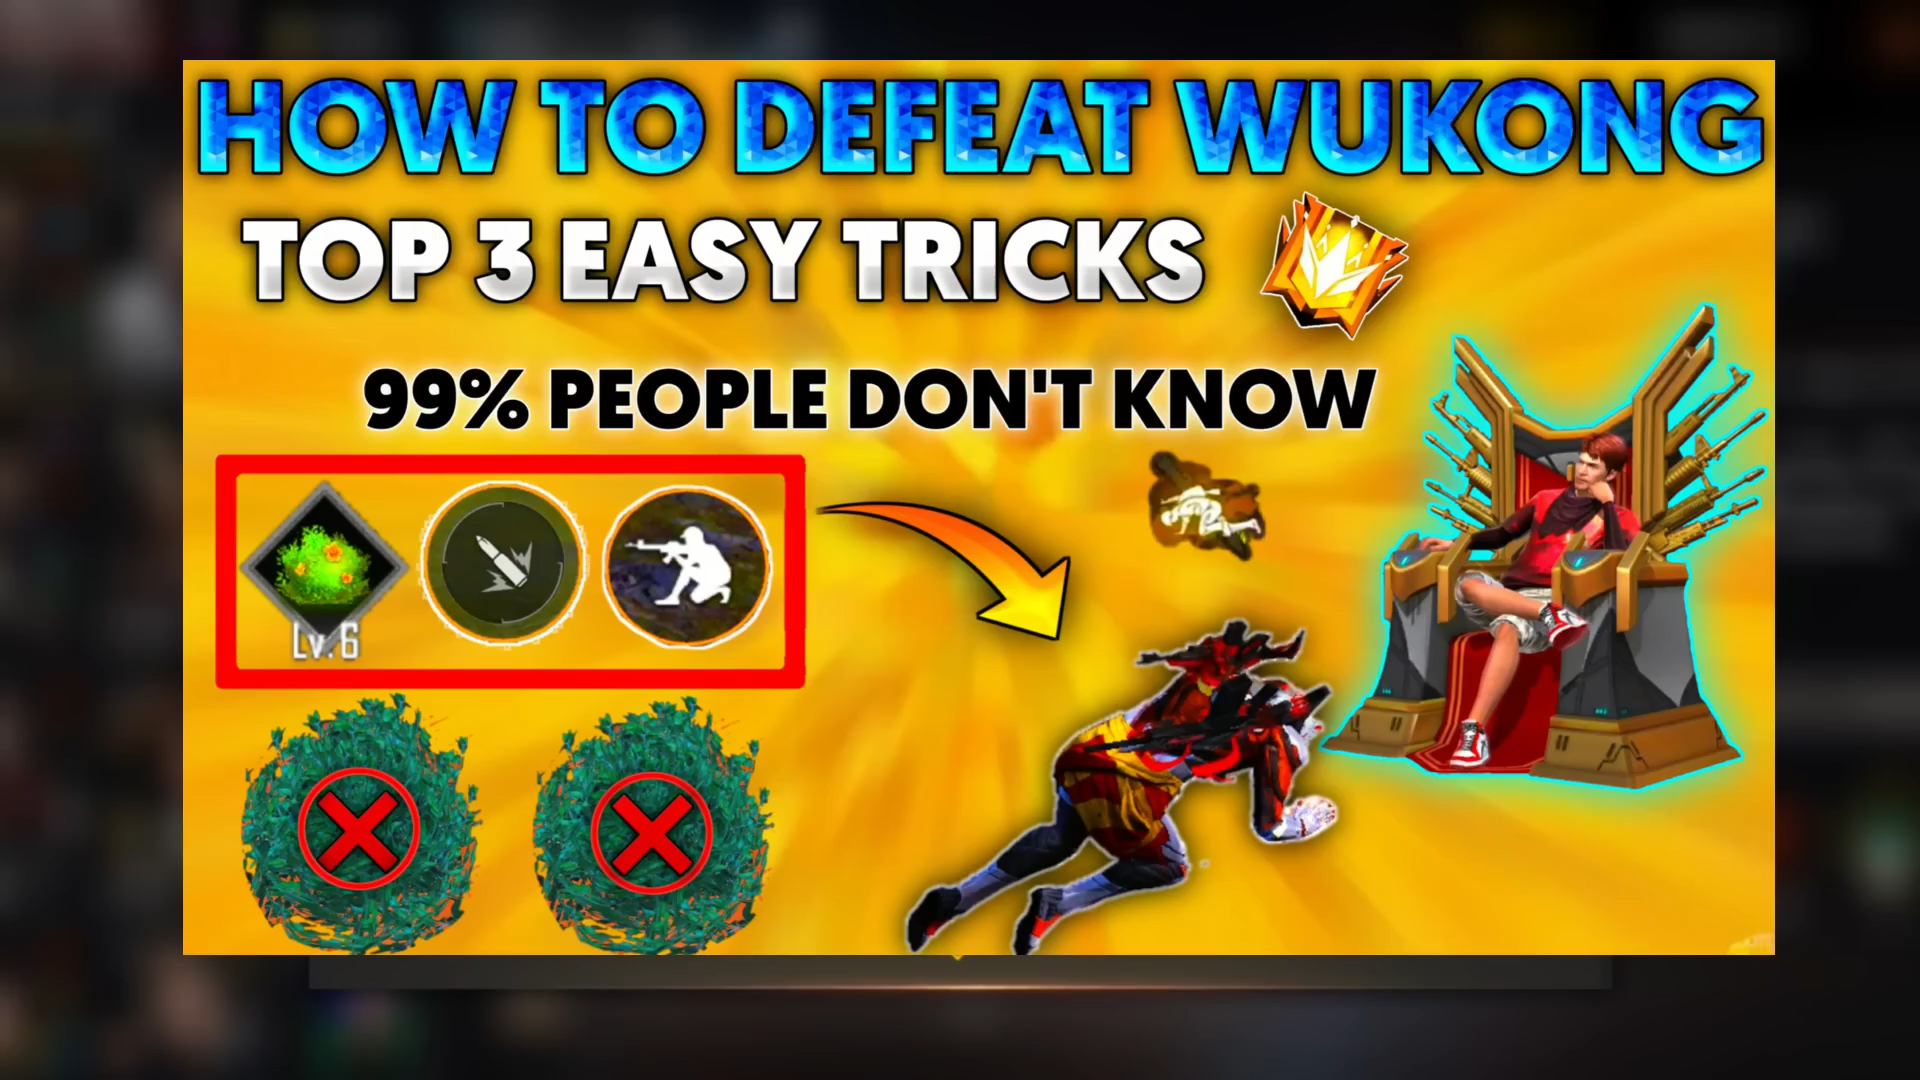 HOW TO DEFEAT WUKONG
TOP 3 EASY TRICKS
99% PEOPLE DON'T KNOW
Lv. 6